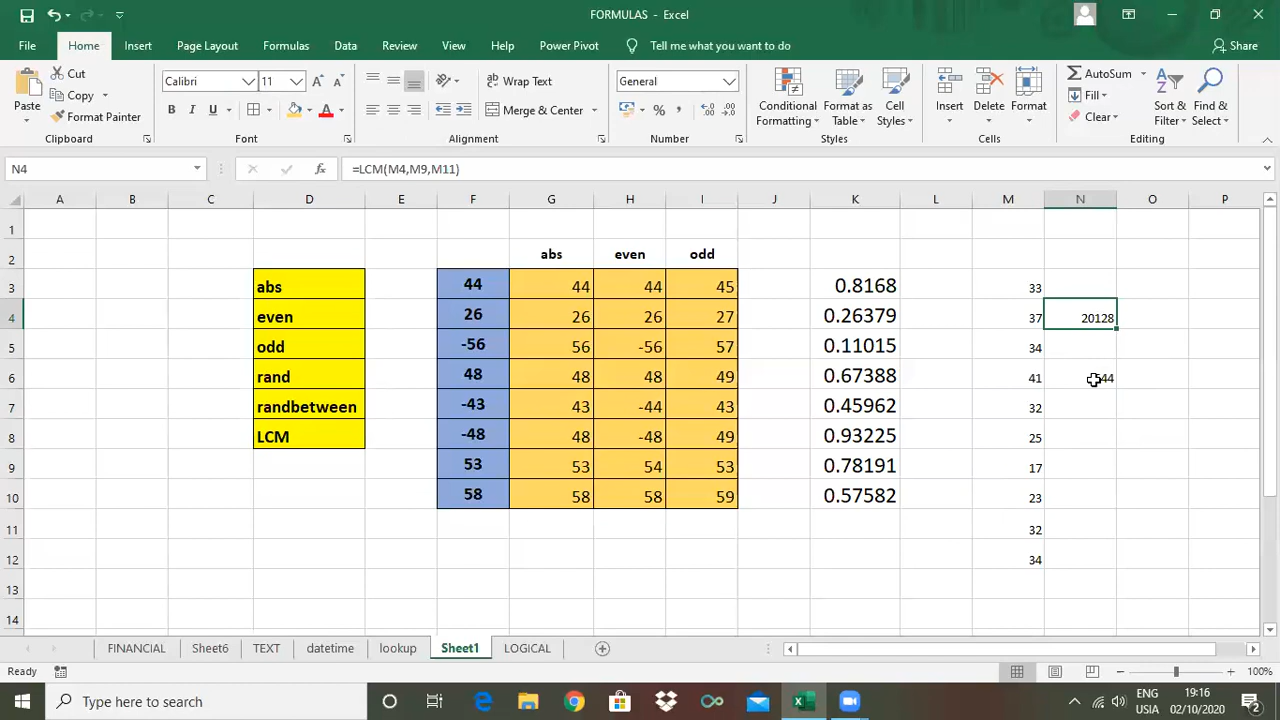 FORMULAS - Excel
File Home Insert Page Layout Formulas Data Review View Help Power Pivot Tell me what you want to do Share
Paste Cut Copy Format Painter Clipboard
Calibri 11 B I U Font
ab Wrap Text Merge & Center Alignment
General % , Number
Conditional Formatting Format as Table Cell Styles Styles
Insert Delete Format Cells
AutoSum Fill Clear Sort & Filter Find & Select Editing
N4 fx =LCM(M4,M9,M11)
A B C D E F G H I J K L M N O P
1
2 abs even odd
3 abs 44 44 44 45 0.8168 33
4 even 26 26 26 27 0.26379 37 20128
5 odd -56 56 -56 57 0.11015 34
6 rand 48 48 48 49 0.67388 41
7 randbetween -43 43 -44 43 0.45962 32
8 LCM -48 48 -48 49 0.93225 25
9 53 53 54 53 0.78191 17
10 58 58 58 59 0.57582 23
11 32
12 34
13
14
FINANCIAL Sheet6 TEXT datetime lookup Sheet1 LOGICAL
Ready 100%
Type here to search ENG 19:16
USIA 02/10/2020 2